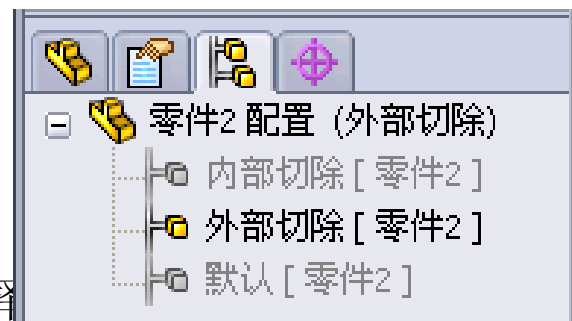 零件2 配置 (外部切除)
内部切除 [ 零件2 ]
外部切除 [ 零件2 ]
默认 [ 零件2 ]